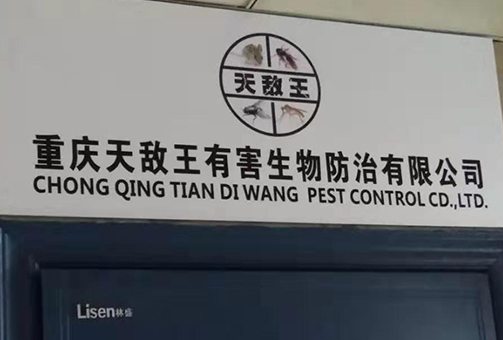 天敌王
重庆天敌王有害生物防治有限公司
CHONG QING TIAN DI WANG PEST CONTROL CD.,LTD.
Lisen林盛